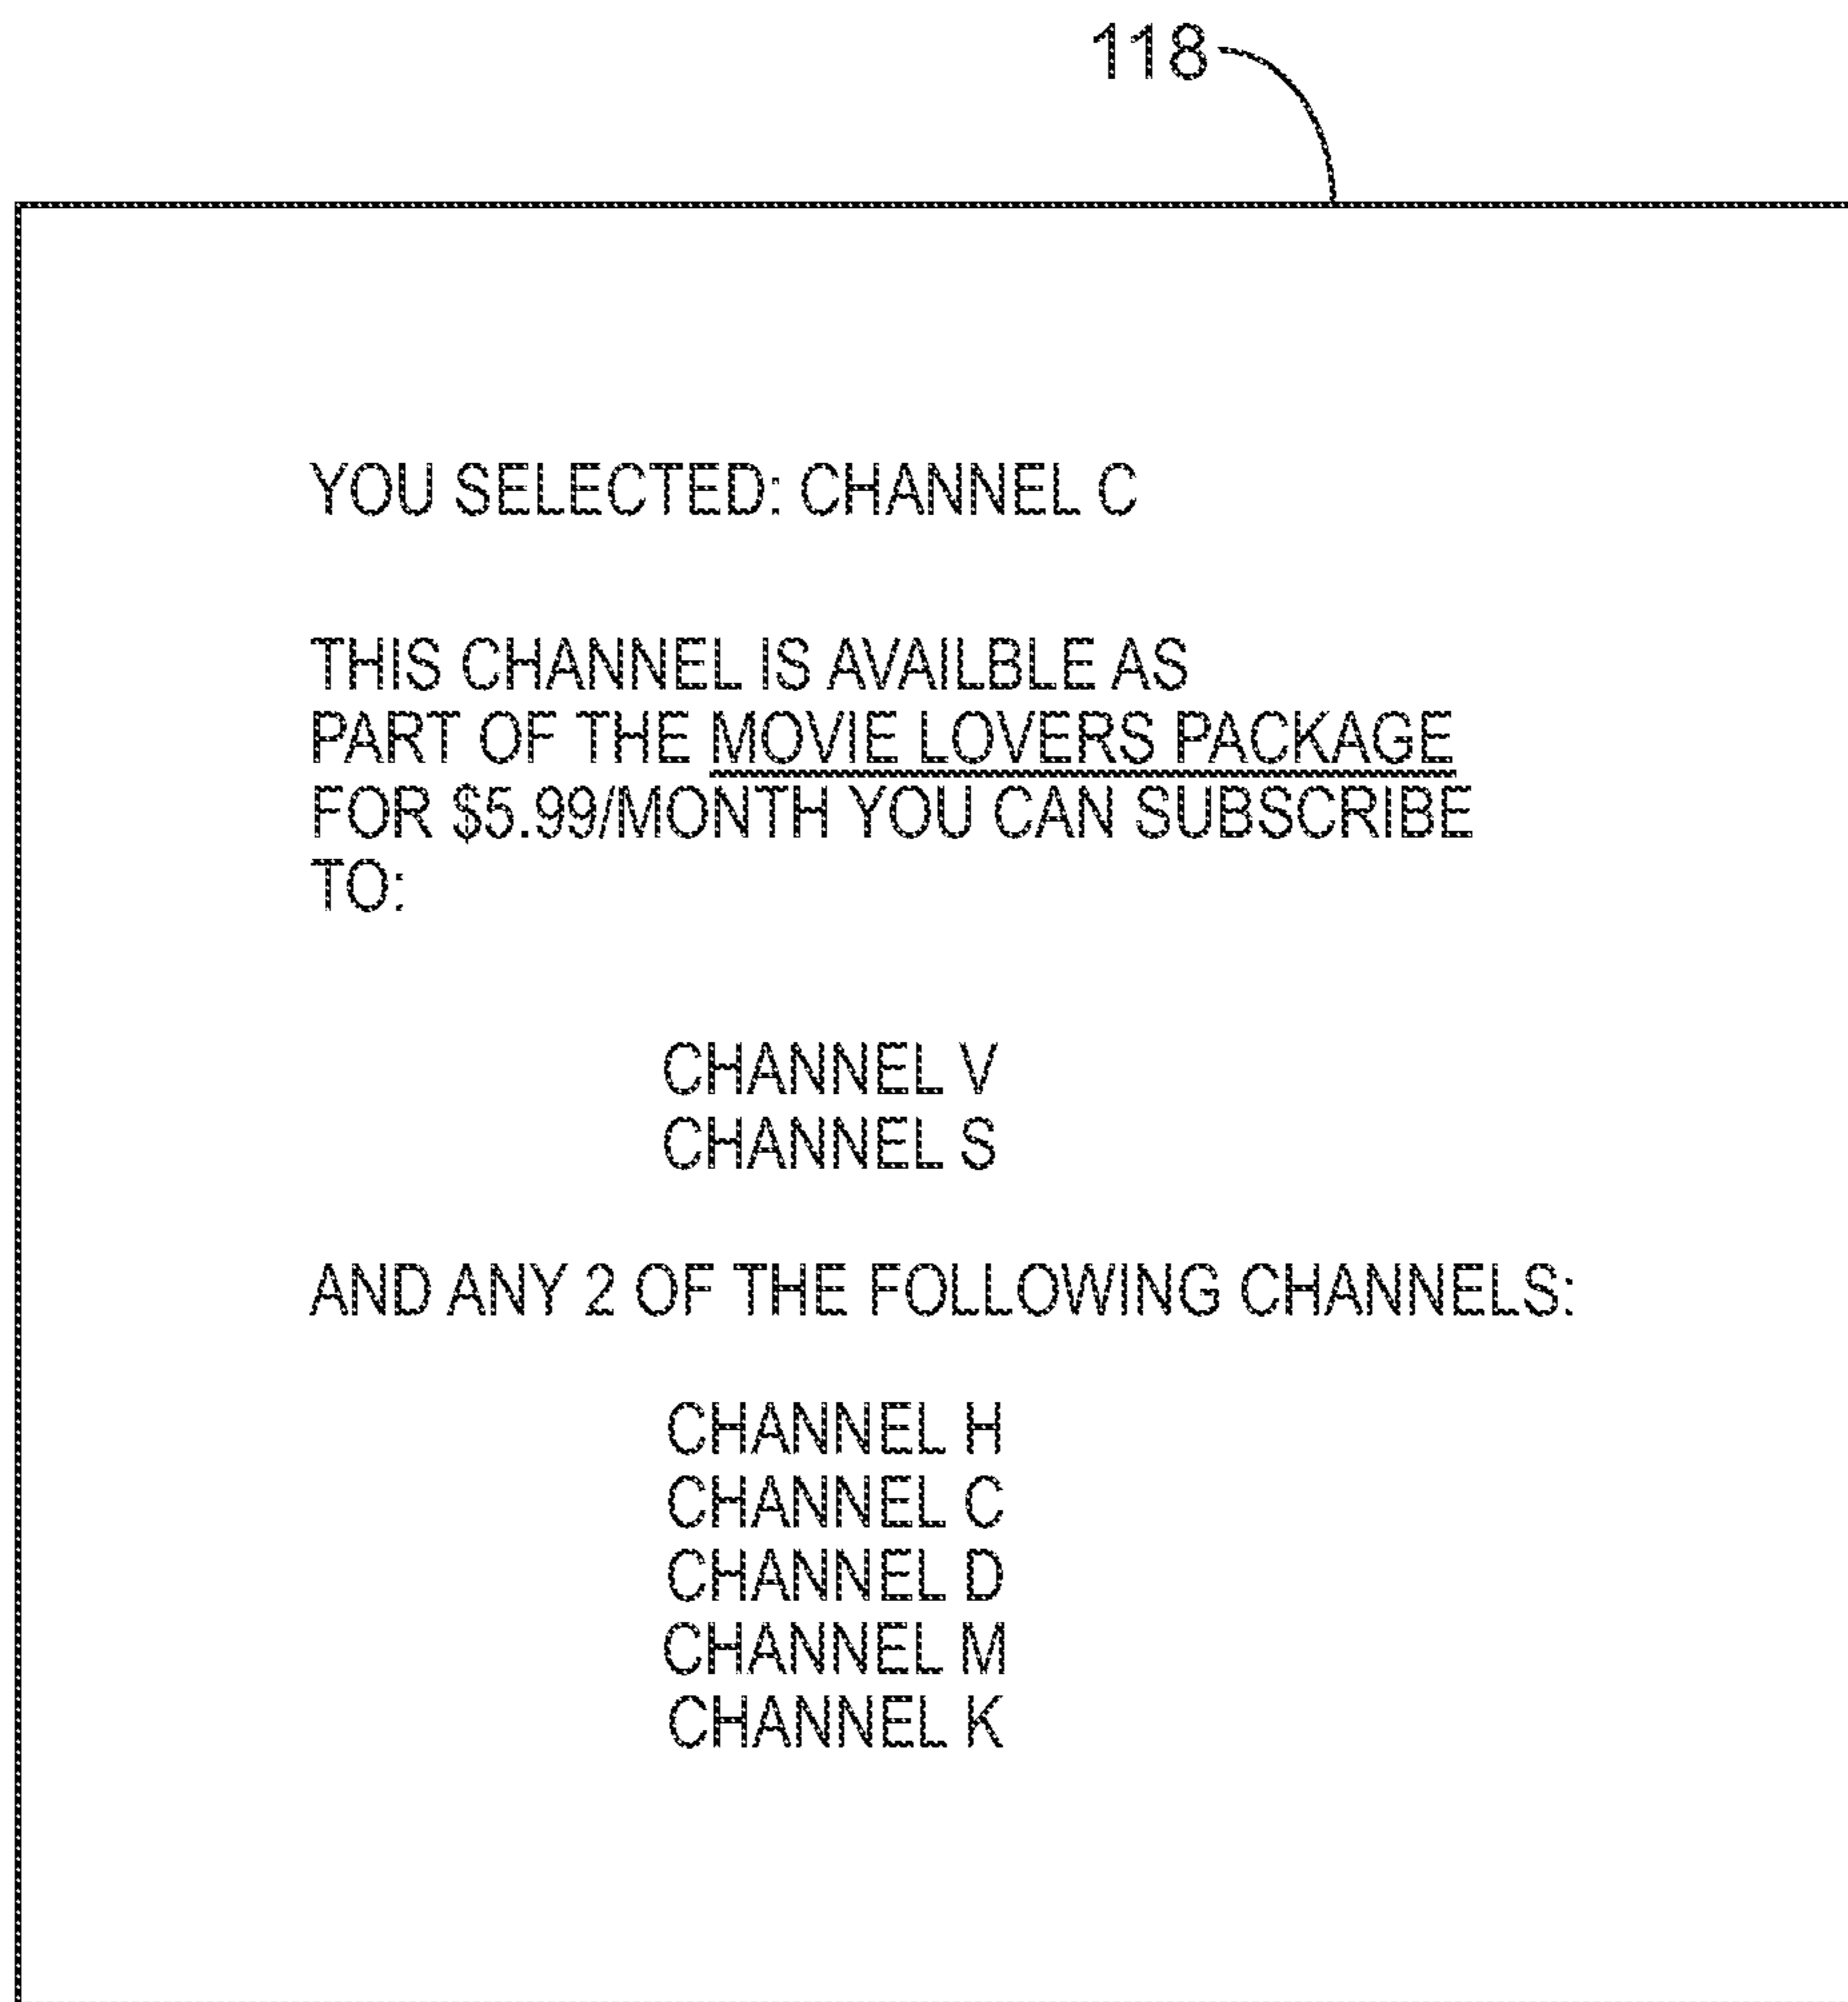 118
YOU SELECTED: CHANNEL C
THIS CHANNEL IS AVAILBLE AS
PART OF THE MOVIE LOVERS PACKAGE
FOR $5.99/MONTH YOU CAN SUBSCRIBE
TO:
CHANNEL V
CHANNEL S
AND ANY 2 OF THE FOLLOWING CHANNELS:
CHANNEL H
CHANNEL C
CHANNEL D
CHANNEL M
CHANNEL K